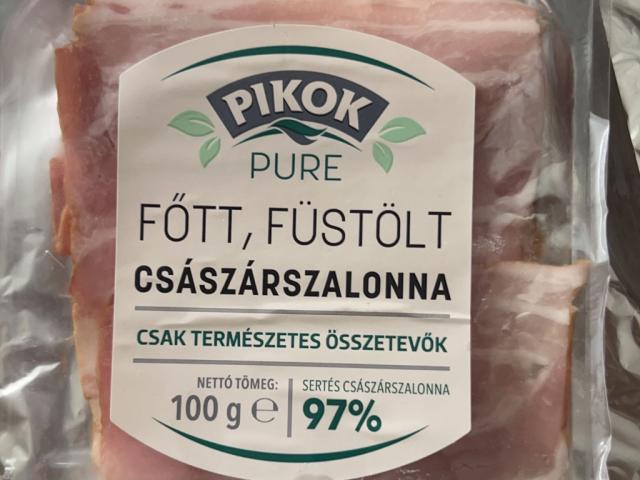 PIKOK
PURE
FŐTT, FÜSTÖLT
CSÁSZÁRSZALONNA
CSAK TERMÉSZETES ÖSSZETEVŐK
NETTÓ TÖMEG:
100 g ℮
SERTÉS CSÁSZÁRSZALONNA
97%